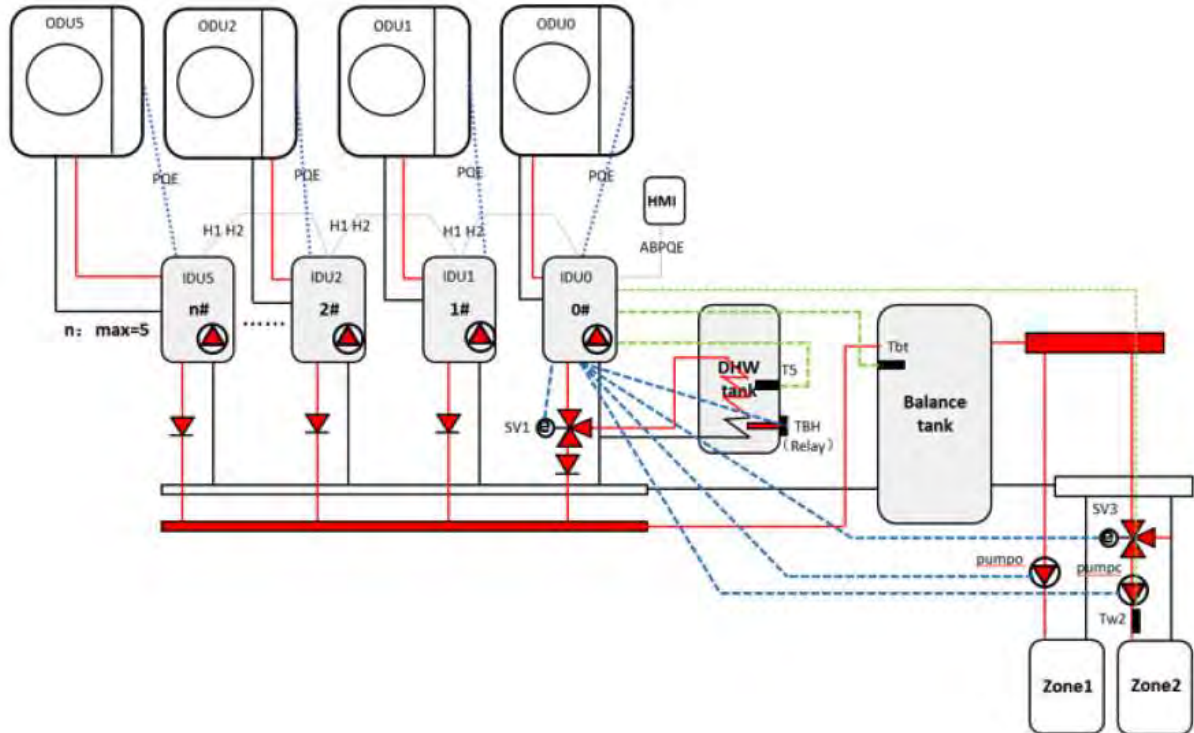 ODU5
ODU2
ODU1
ODU0
PQE
PQE
PQE
PQE
HMI
H1 H2
H1 H2
H1 H2
ABPQE
IDU5
IDU2
IDU1
IDU0
n#
2#
1#
0#
n: max=5
......
Tbt
T5
DHW
tank
Balance
tank
SV1
e
TBH
(Relay)
SV3
e
pumpo
pumpc
Tw2
Zone1
Zone2